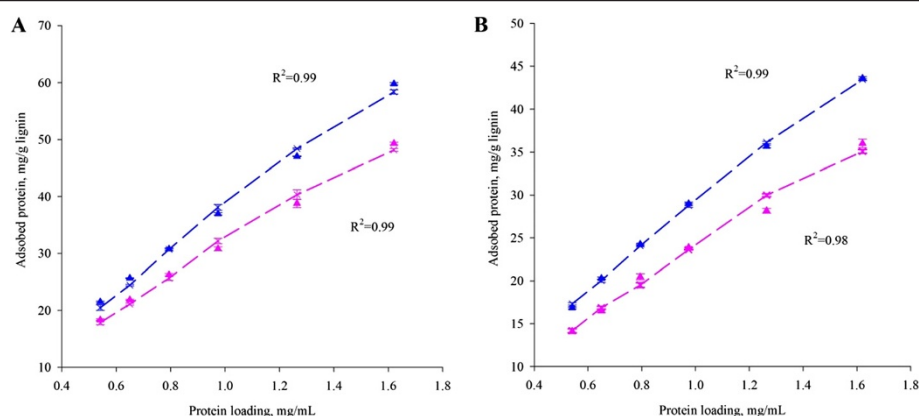 A
Adsobed protein, mg/g lignin
70
60
50
40
30
20
10
R²=0.99
R²=0.99
0.4 0.6 0.8 1.0 1.2 1.4 1.6 1.8
Protein loading, mg/mL
B
Adsobed protein, mg/g lignin
50
45
40
35
30
25
20
15
10
R²=0.99
R²=0.98
0.4 0.6 0.8 1.0 1.2 1.4 1.6 1.8
Protein loading, mg/mL